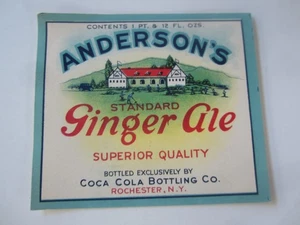 CONTENTS 1 PT. & 12 FL. OZS
ANDERSON'S
STANDARD
Ginger Ale
SUPERIOR QUALITY
BOTTLED EXCLUSIVELY BY
COCA COLA BOTTLING CO.
ROCHESTER, N.Y.